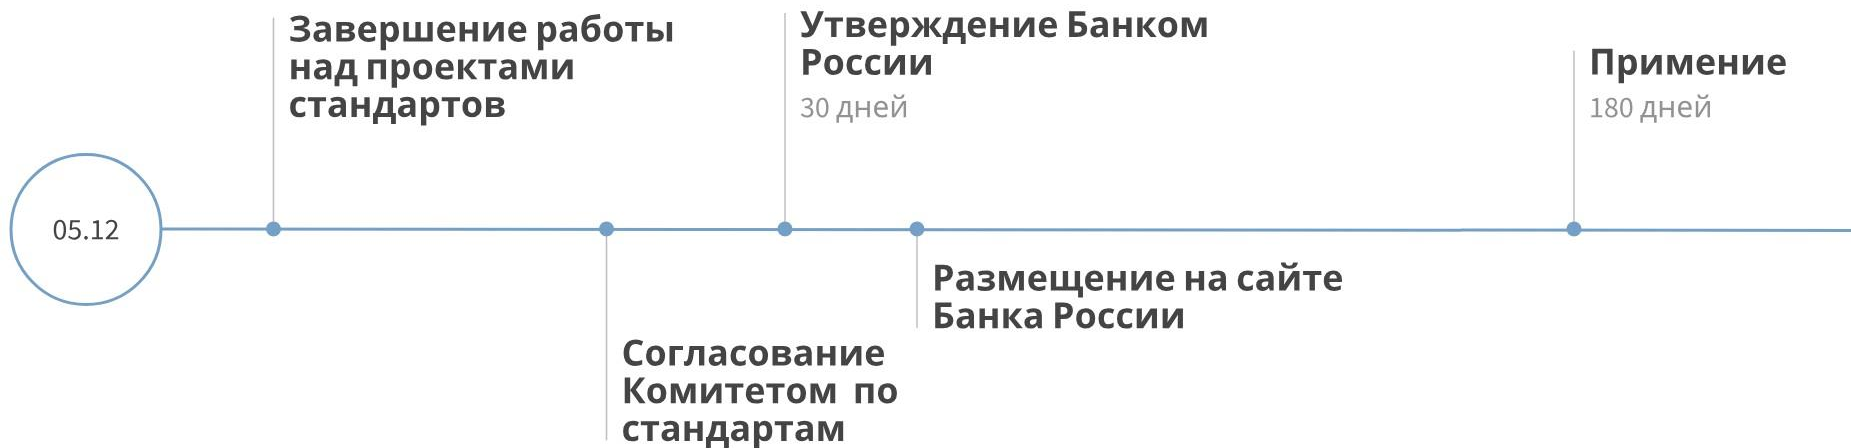 05.12
Завершение работы
над проектами
стандартов
Согласование
Комитетом по
стандартам
Утверждение Банком
России
30 дней
Размещение на сайте
Банка России
Примение
180 дней